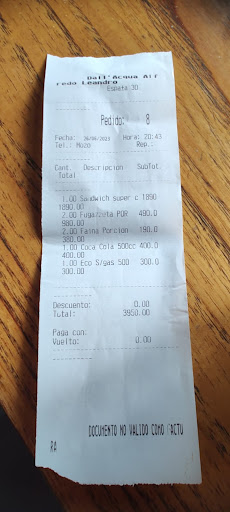 Dall'Acqua Alf
redo Leandro
Espeto 30
Pedido: 8
Fecha: 26/08/2023 Hora: 20:43
Tel.: Mozo Rep.:
Cant. Descripcion SubTot.
Total
1.00 Sandwich super c 1890
1890.00
2.00 Fugazzeta POR 490.0
980.00
2.00 Faina Porcion 190.0
380.00
1.00 Coca Cola 500cc 400.0
400.00
1.00 Eco S/gas 500 300.0
300.00
Descuento: 0.00
Total: 3950.00
Paga con:
Vuelto: 0.00
DOCUMENTO NO VALIDO COMO FACTU
RA